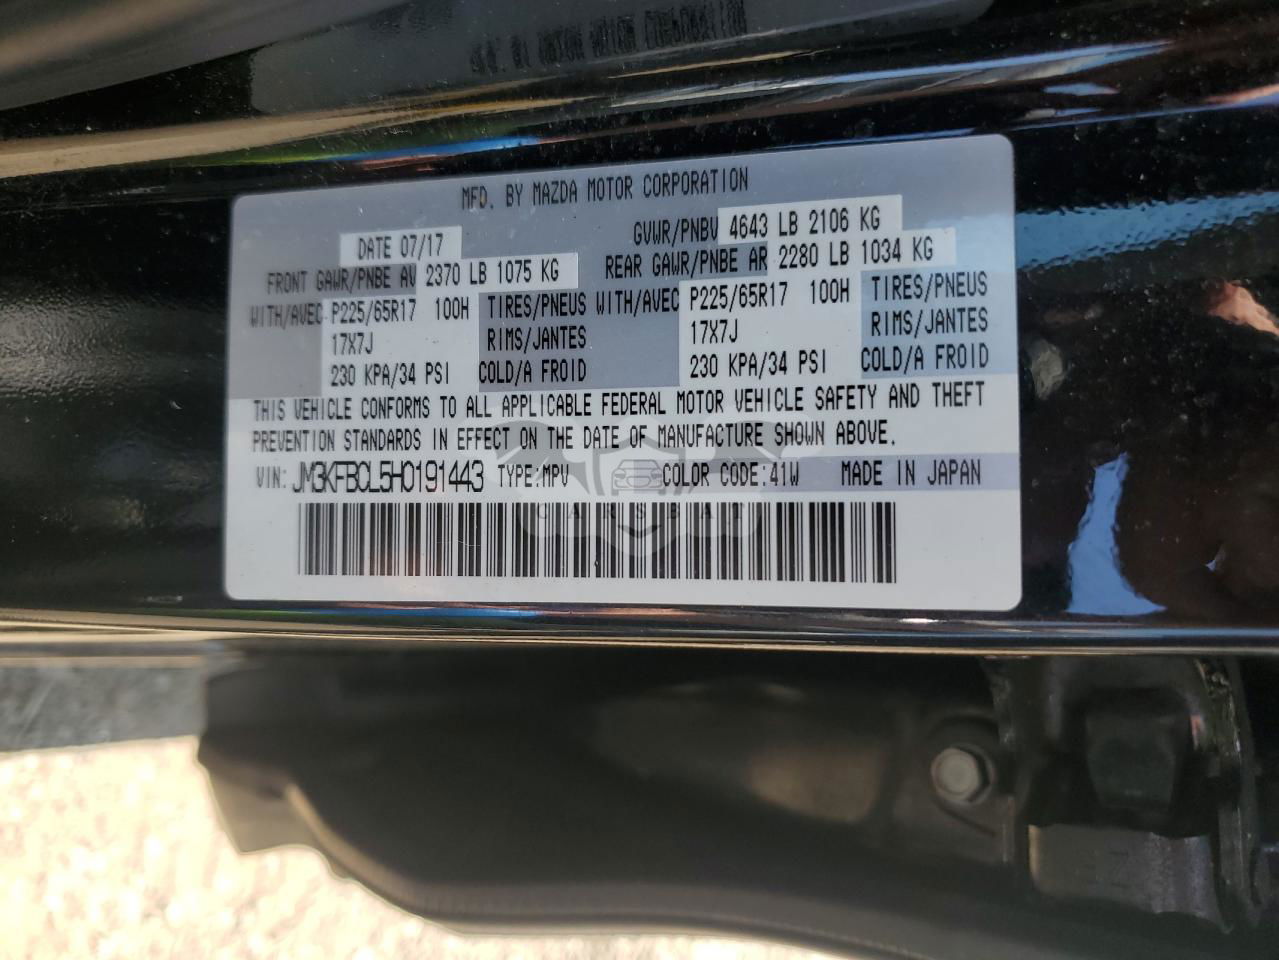 MFD. BY MAZDA MOTOR CORPORATION
DATE 07/17 GVWR/PNBV 4643 LB 2106 KG
FRONT GAWR/PNBE AV 2370 LB 1075 KG REAR GAWR/PNBE AR 2280 LB 1034 KG
WITH/AVEC P225/65R17 100H TIRES/PNEUS WITH/AVEC P225/65R17 100H TIRES/PNEUS
17X7J RIMS/JANTES 17X7J RIMS/JANTES
230 KPA/34 PSI COLD/A FROID 230 KPA/34 PSI COLD/A FROID
THIS VEHICLE CONFORMS TO ALL APPLICABLE FEDERAL MOTOR VEHICLE SAFETY AND THEFT
PREVENTION STANDARDS IN EFFECT ON THE DATE OF MANUFACTURE SHOWN ABOVE.
VIN: JM3KFBCL5H0191443 TYPE:MPV COLOR CODE:41W MADE IN JAPAN
CARSBAT